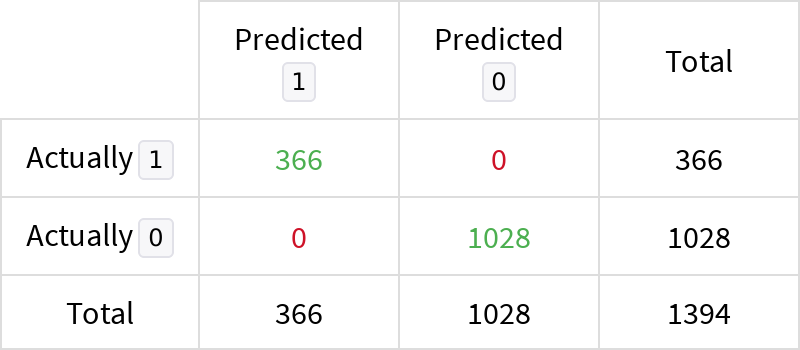 Predicted 1 Predicted 0 Total
Actually 1 366 0 366
Actually 0 0 1028 1028
Total 366 1028 1394